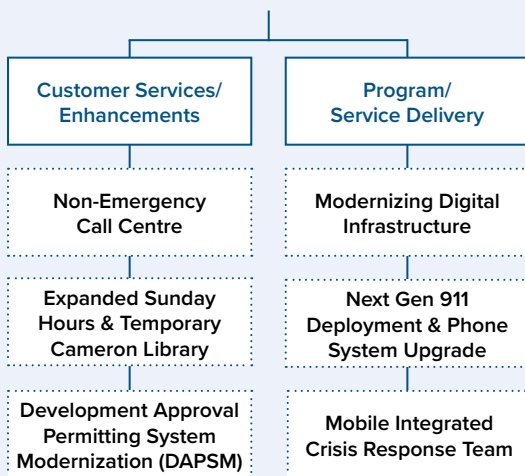 Customer Services/
Enhancements
Non-Emergency
Call Centre
Expanded Sunday
Hours & Temporary
Cameron Library
Development Approval
Permitting System
Modernization (DAPSM)
Program/
Service Delivery
Modernizing Digital
Infrastructure
Next Gen 911
Deployment & Phone
System Upgrade
Mobile Integrated
Crisis Response Team